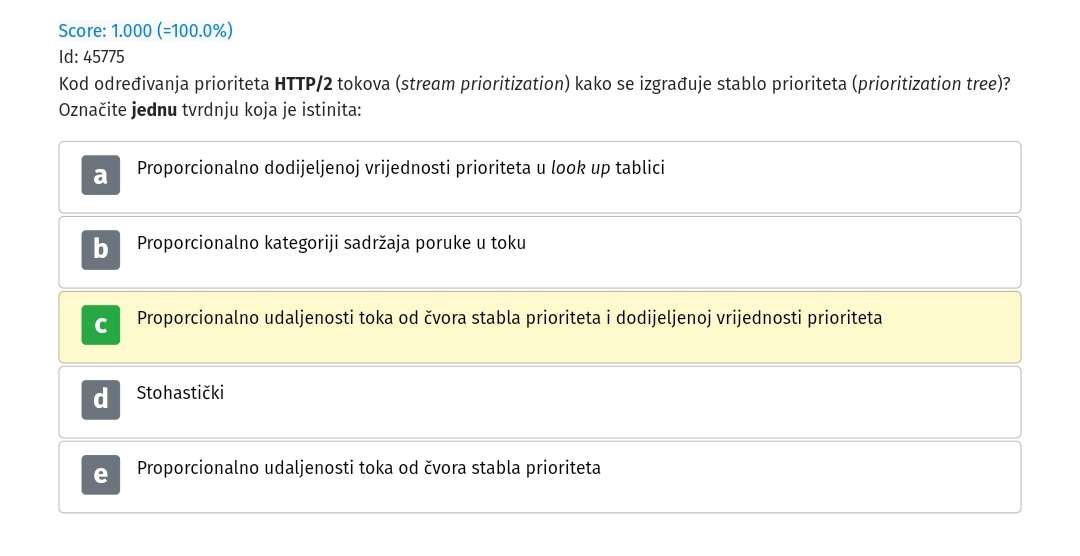 Score: 1.000 (=100.0%)
Id: 45775
Kod određivanja prioriteta HTTP/2 tokova (stream prioritization) kako se izgrađuje stablo prioriteta (prioritization tree)?
Označite jednu tvrdnju koja je istinita:
a Proporcionalno dodijeljenoj vrijednosti prioriteta u look up tablici
b Proporcionalno kategoriji sadržaja poruke u toku
c Proporcionalno udaljenosti toka od čvora stabla prioriteta i dodijeljenoj vrijednosti prioriteta
d Stohastički
e Proporcionalno udaljenosti toka od čvora stabla prioriteta